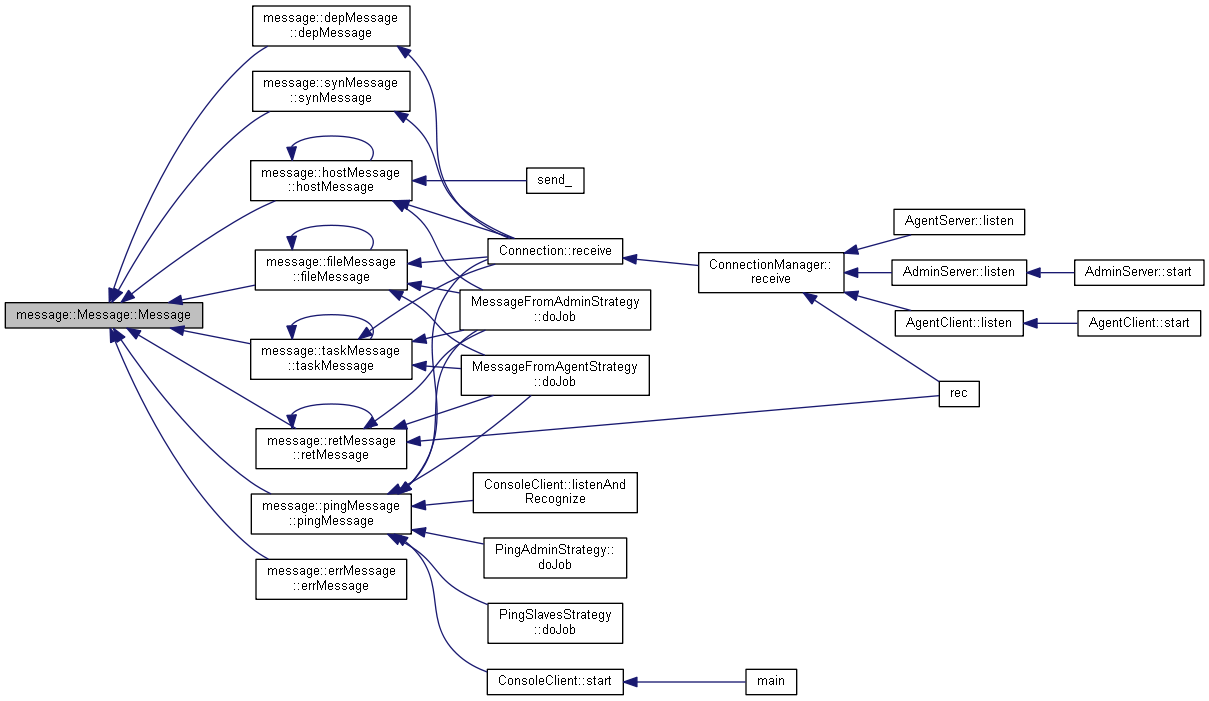 message::Message::Message
message::depMessage
::depMessage
message::synMessage
::synMessage
message::hostMessage
::hostMessage
message::fileMessage
::fileMessage
message::taskMessage
::taskMessage
message::retMessage
::retMessage
message::pingMessage
::pingMessage
message::errMessage
::errMessage
send_
Connection::receive
MessageFromAdminStrategy
::doJob
MessageFromAgentStrategy
::doJob
ConsoleClient::listenAnd
Recognize
PingAdminStrategy::
doJob
PingSlavesStrategy
::doJob
ConsoleClient::start
ConnectionManager::
receive
main
AgentServer::listen
AdminServer::listen
AgentClient::listen
rec
AdminServer::start
AgentClient::start